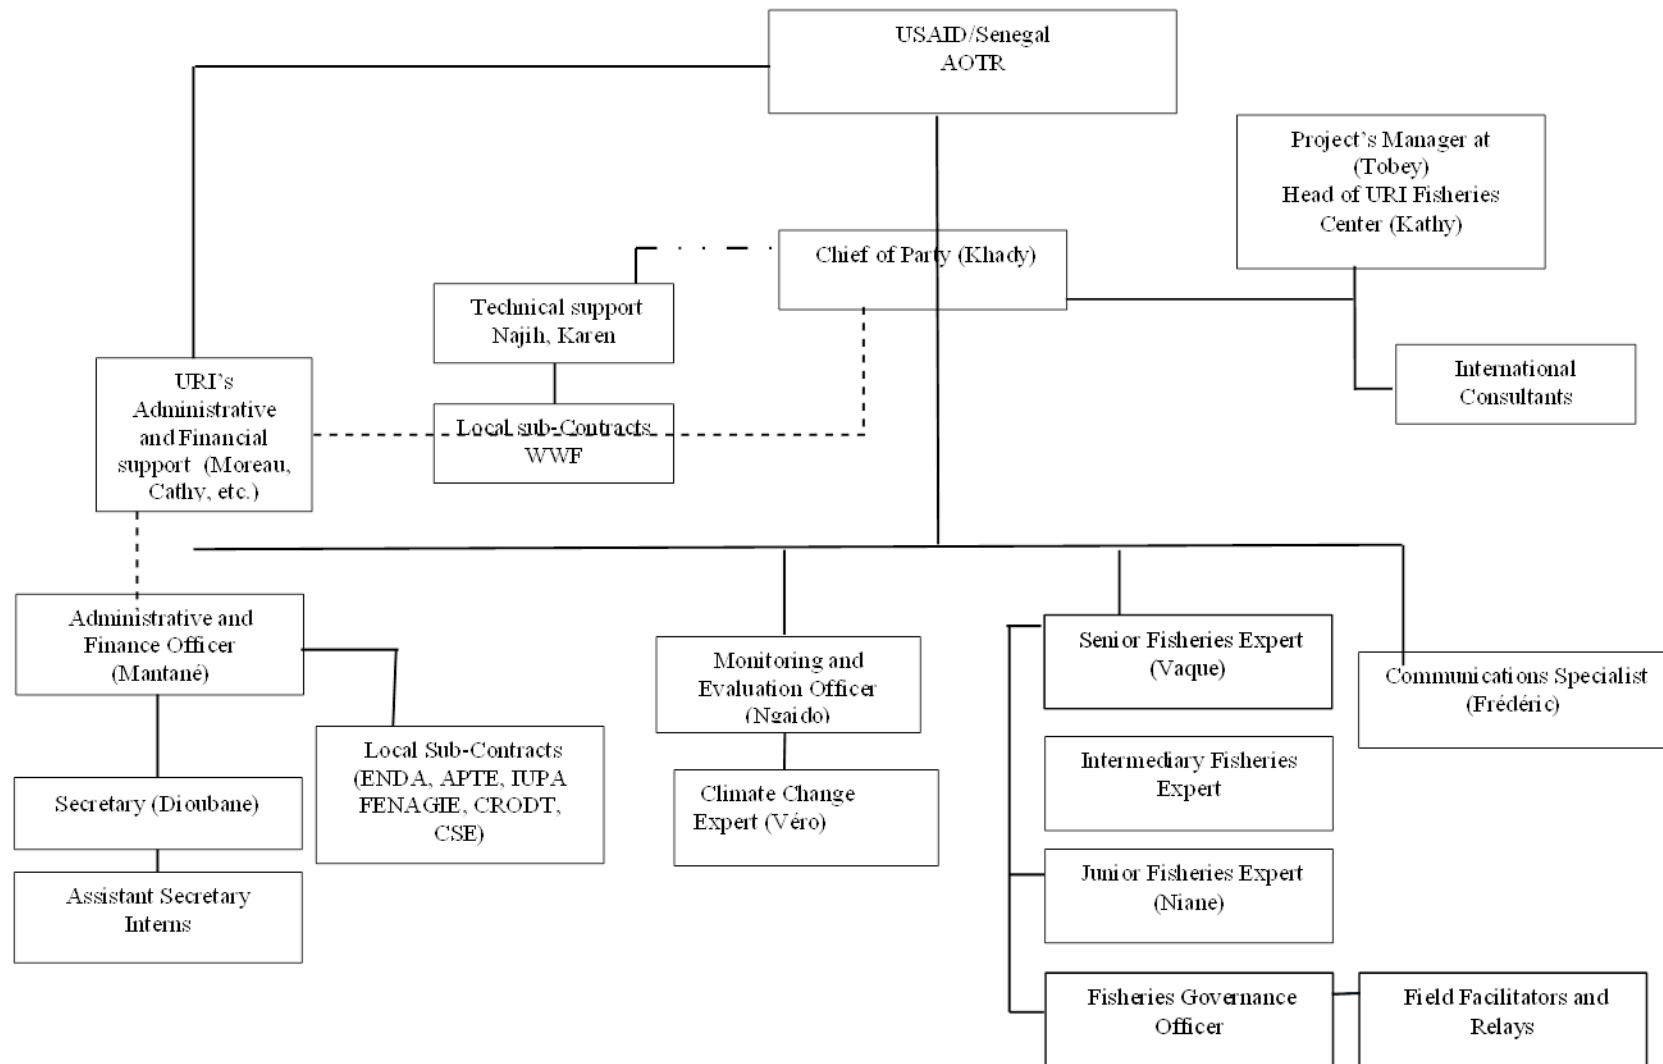 USAID/Senegal
AOTR
Project's Manager at
(Tobey)
Head of URI Fisheries
Center (Kathy)
Chief of Party (Khady)
Technical support
Najih, Karen
International
Consultants
URI's
Administrative
and Financial
support (Moreau,
Cathy, etc.)
Local sub-Contracts
WWF
Administrative and
Finance Officer
(Mantané)
Monitoring and
Evaluation Officer
(Ngaido)
Senior Fisheries Expert
(Vaque)
Communications Specialist
(Frédéric)
Local Sub-Contracts
(ENDA, APTE, IUPA
FENAGIE, CRODT,
CSE)
Secretary (Dioubane)
Climate Change
Expert (Véro)
Intermediary Fisheries
Expert
Assistant Secretary
Interns
Junior Fisheries Expert
(Niane)
Fisheries Governance
Officer
Field Facilitators and
Relays